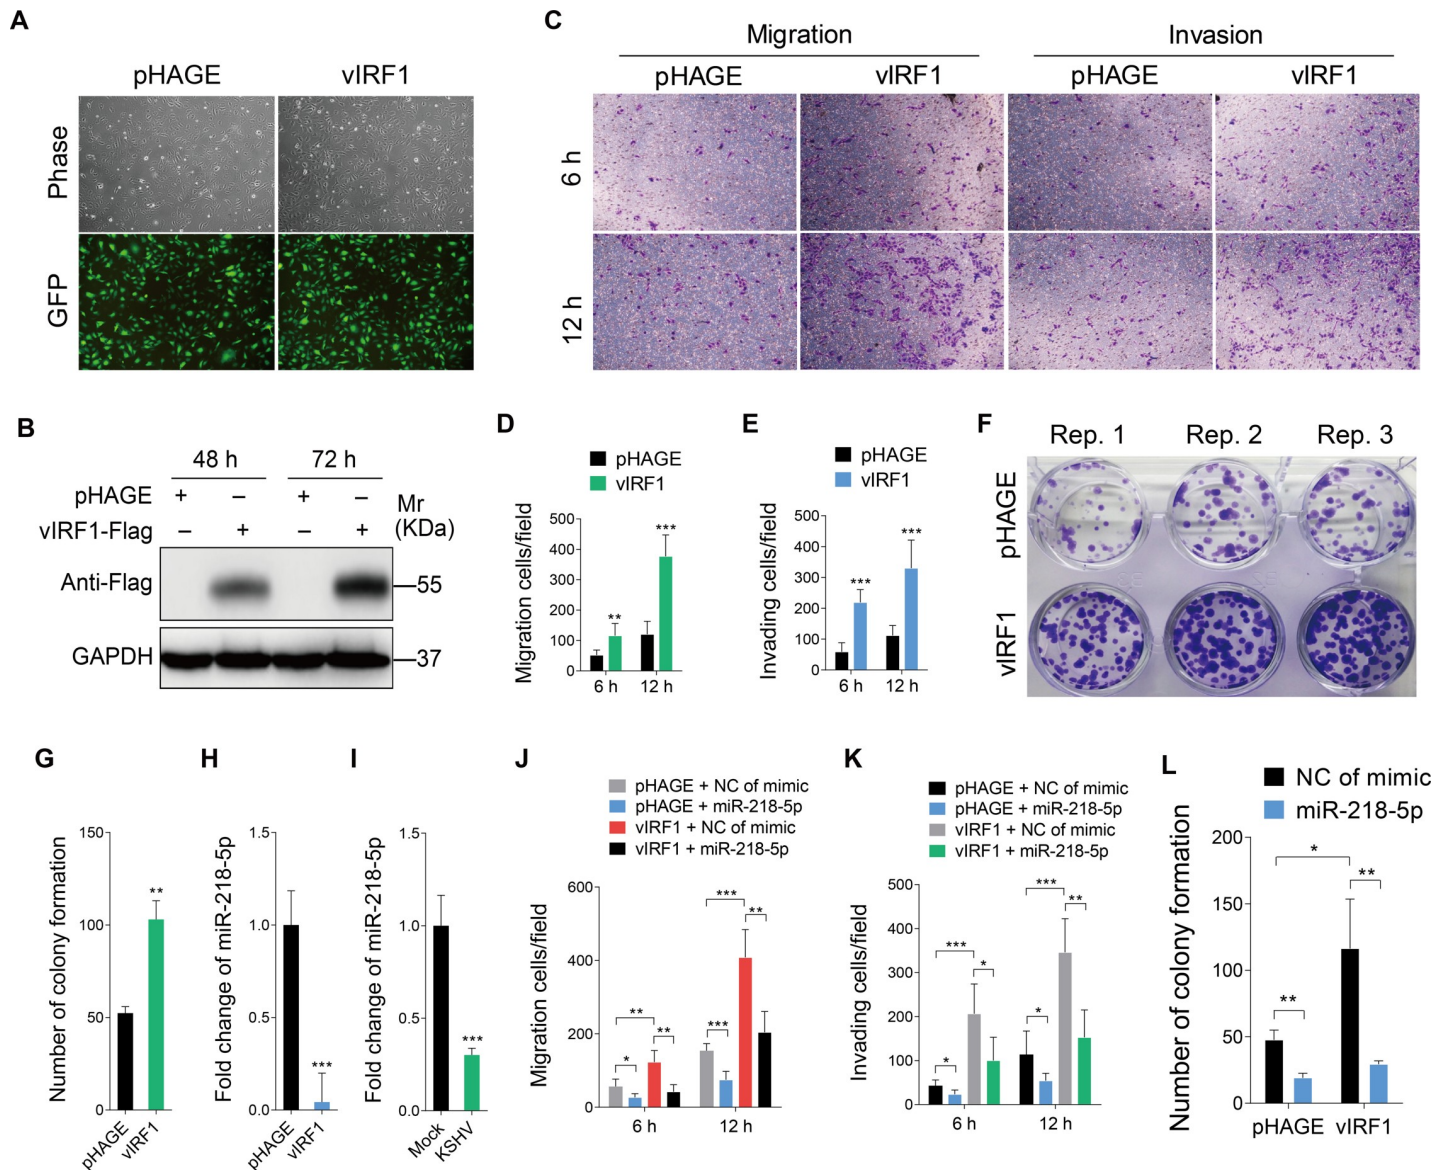 A
pHAGE vIRF1
Phase
GFP
B
48 h 72 h
pHAGE + – + –
vIRF1-Flag – + – +
Mr
(KDa)
Anti-Flag 55
GAPDH 37
C
Migration Invasion
pHAGE vIRF1 pHAGE vIRF1
6 h
12 h
D
pHAGE
vIRF1
Migration cells/field
500
400
300
200
100
0
**
***
6 h 12 h
E
pHAGE
vIRF1
Invading cells/field
500
400
300
200
100
0
***
***
6 h 12 h
F
Rep. 1 Rep. 2 Rep. 3
pHAGE
vIRF1
G
Number of colony formation
150
100
50
0
**
pHAGE
vIRF1
H
Fold change of miR-218-5p
1.5
1.0
0.5
0.0
***
pHAGE
vIRF1
I
Fold change of miR-218-5p
1.5
1.0
0.5
0.0
***
Mock
KSHV
J
pHAGE + NC of mimic
pHAGE + miR-218-5p
vIRF1 + NC of mimic
vIRF1 + miR-218-5p
Migration cells/field
600
400
200
0
**
*
**
***
***
**
6 h 12 h
K
pHAGE + NC of mimic
pHAGE + miR-218-5p
vIRF1 + NC of mimic
vIRF1 + miR-218-5p
Invading cells/field
500
400
300
200
100
0
***
*
*
***
*
**
6 h 12 h
L
NC of mimic
miR-218-5p
Number of colony formation
200
150
100
50
0
*
**
**
pHAGE vIRF1